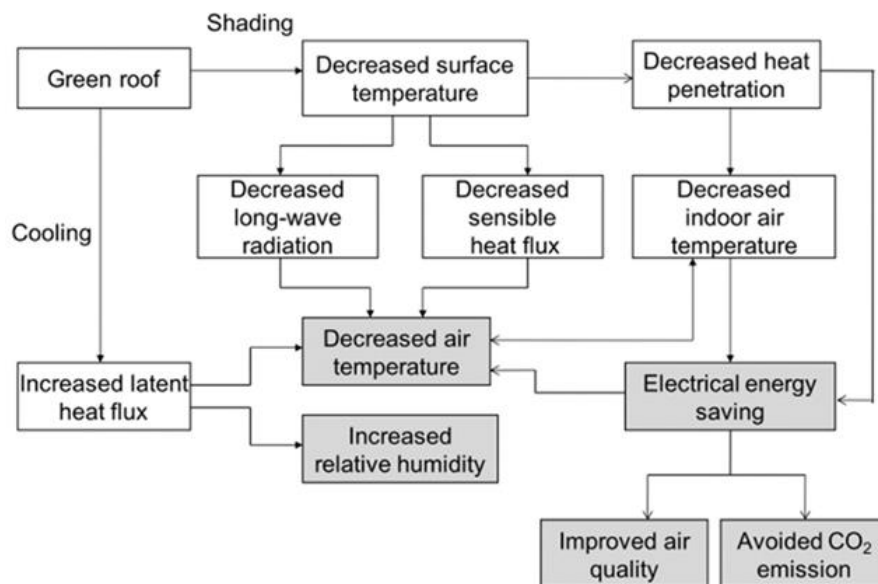 Shading
Green roof
Decreased surface
temperature
Decreased heat
penetration
Cooling
Decreased
long-wave
radiation
Decreased
sensible
heat flux
Decreased
indoor air
temperature
Decreased air
temperature
Increased latent
heat flux
Electrical energy
saving
Increased
relative humidity
Improved air
quality
Avoided CO₂
emission